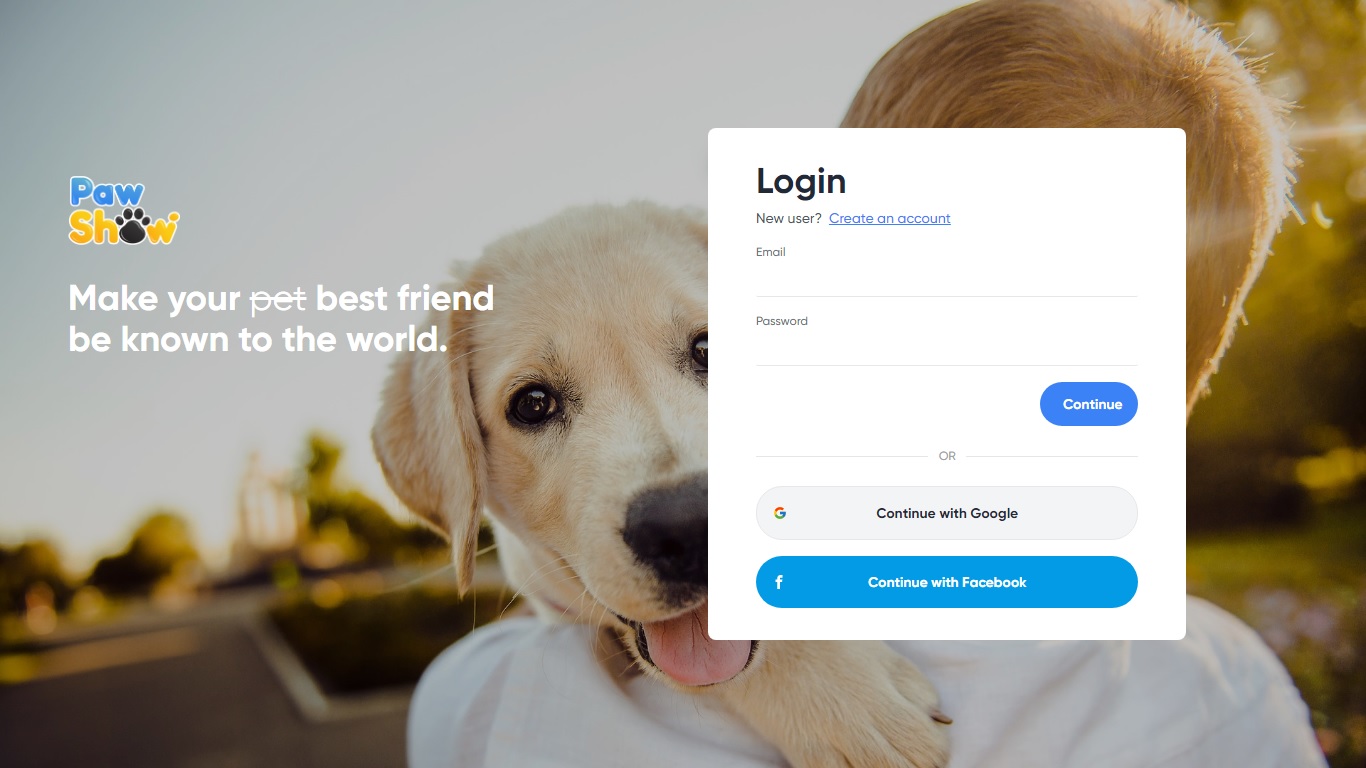 Paw
Show
Make your pet best friend
be known to the world.
Login
New user? Create an account
Email
Password
Continue
OR
Continue with Google
Continue with Facebook